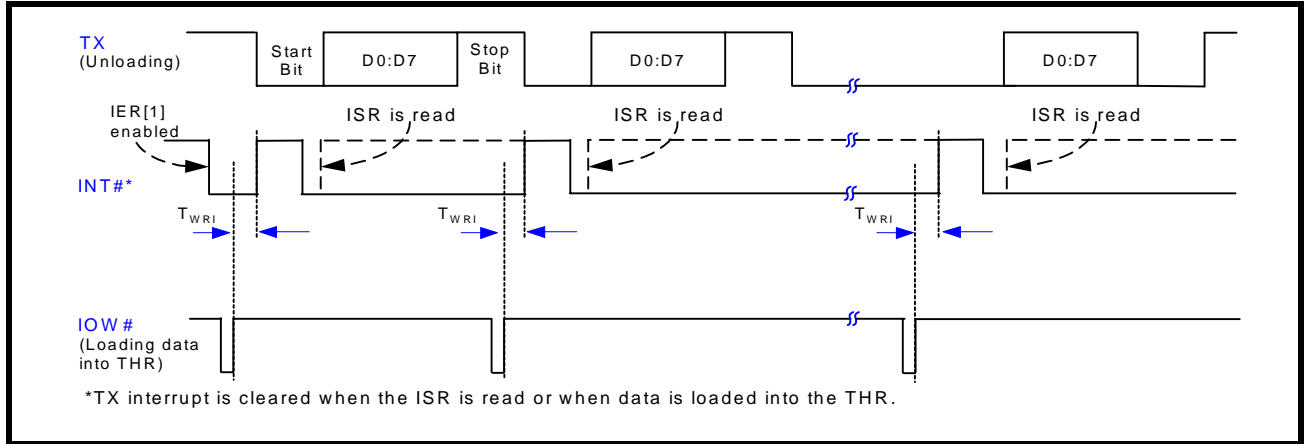 TX
(Unloading)
Start
Bit
D0:D7
Stop
Bit
D0:D7
D0:D7
IER[1]
enabled
ISR is read
ISR is read
ISR is read
INT#*
TWRI
TWRI
TWRI
IOW#
(Loading data
into THR)
*TX interrupt is cleared when the ISR is read or when data is loaded into the THR.